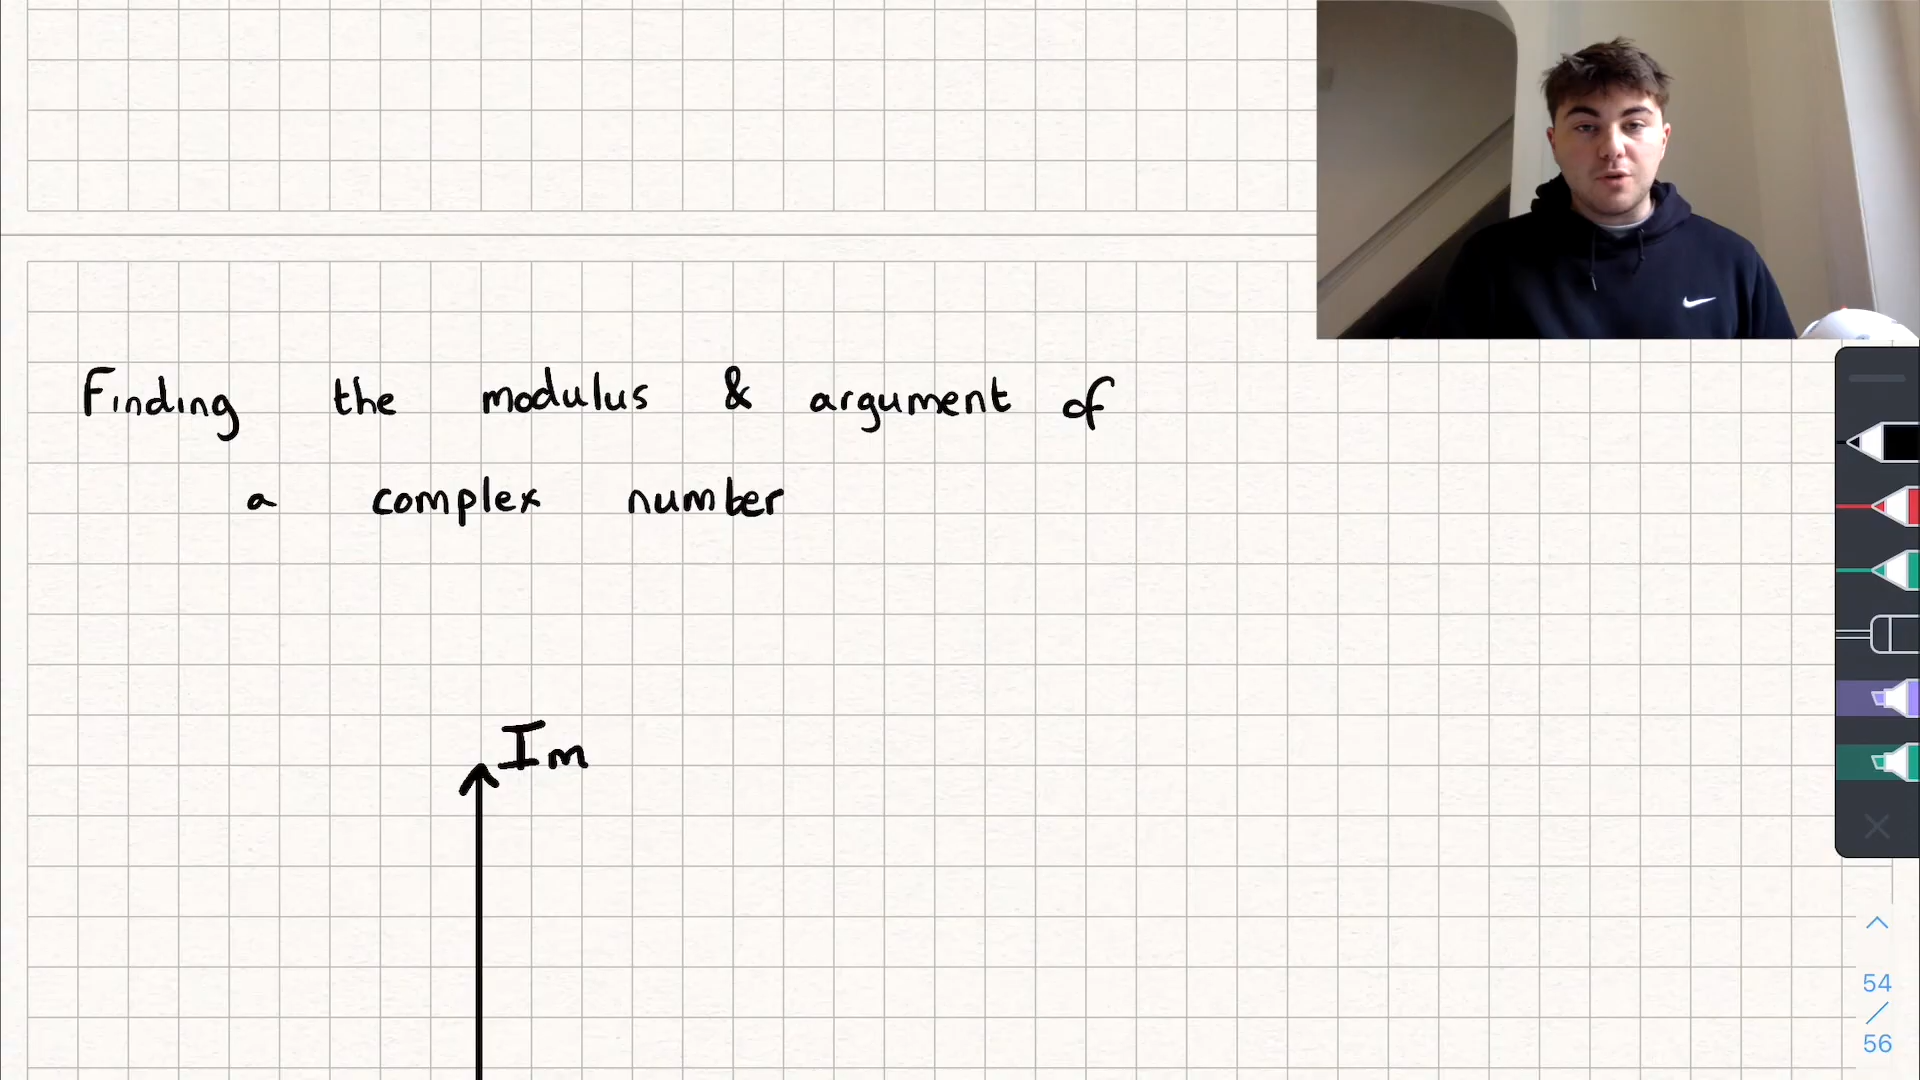 Finding the modulus & argument of
a complex number
Im
54
/
56